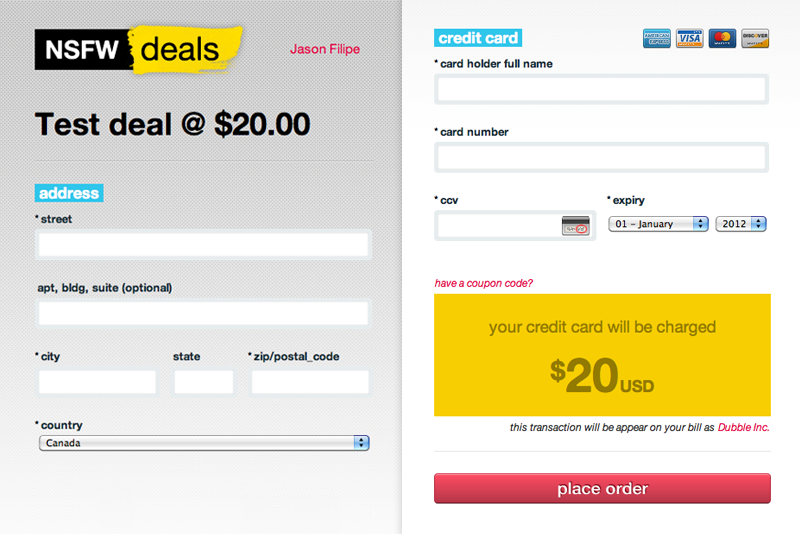 NSFW deals
Jason Filipe
Test deal @ $20.00
address
* street
apt, bldg, suite (optional)
* city state * zip/postal_code
* country
Canada
credit card
AMERICAN EXPRESS VISA MasterCard DISCOVER
* card holder full name
* card number
* ccv * expiry
01 - January 2012
have a coupon code?
your credit card will be charged
$20 USD
this transaction will be appear on your bill as Dubble Inc.
place order